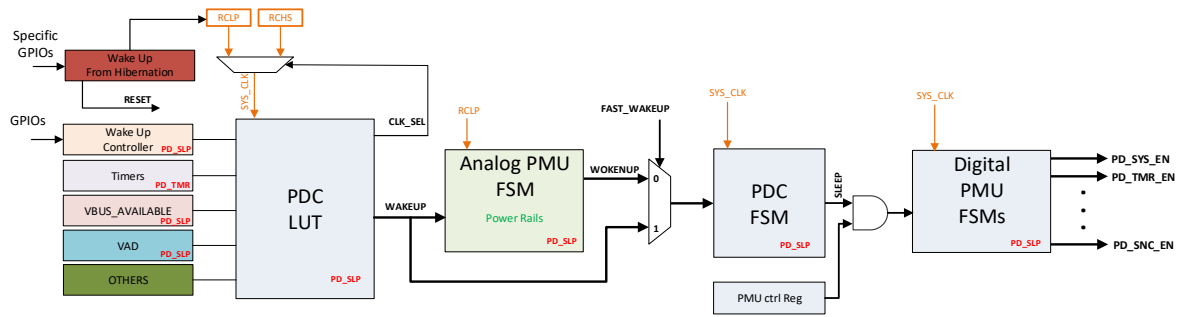 RCLP
RCHS
Specific
GPIOs
Wake Up
From Hibernation
RESET
SYS_CLK
CLK_SEL
GPIOs
Wake Up
Controller
PD_SLP
Timers
PD_TMR
VBUS_AVAILABLE
PD_SLP
VAD
PD_SLP
OTHERS
PDC
LUT
PD_SLP
WAKEUP
RCLP
Analog PMU
FSM
Power Rails
PD_SLP
WOKENUP
FAST_WAKEUP
0
1
SYS_CLK
PDC
FSM
PD_SLP
SLEEP
PMU ctrl Reg
SYS_CLK
Digital
PMU
FSMs
PD_SLP
PD_SYS_EN
PD_TMR_EN
PD_SNC_EN